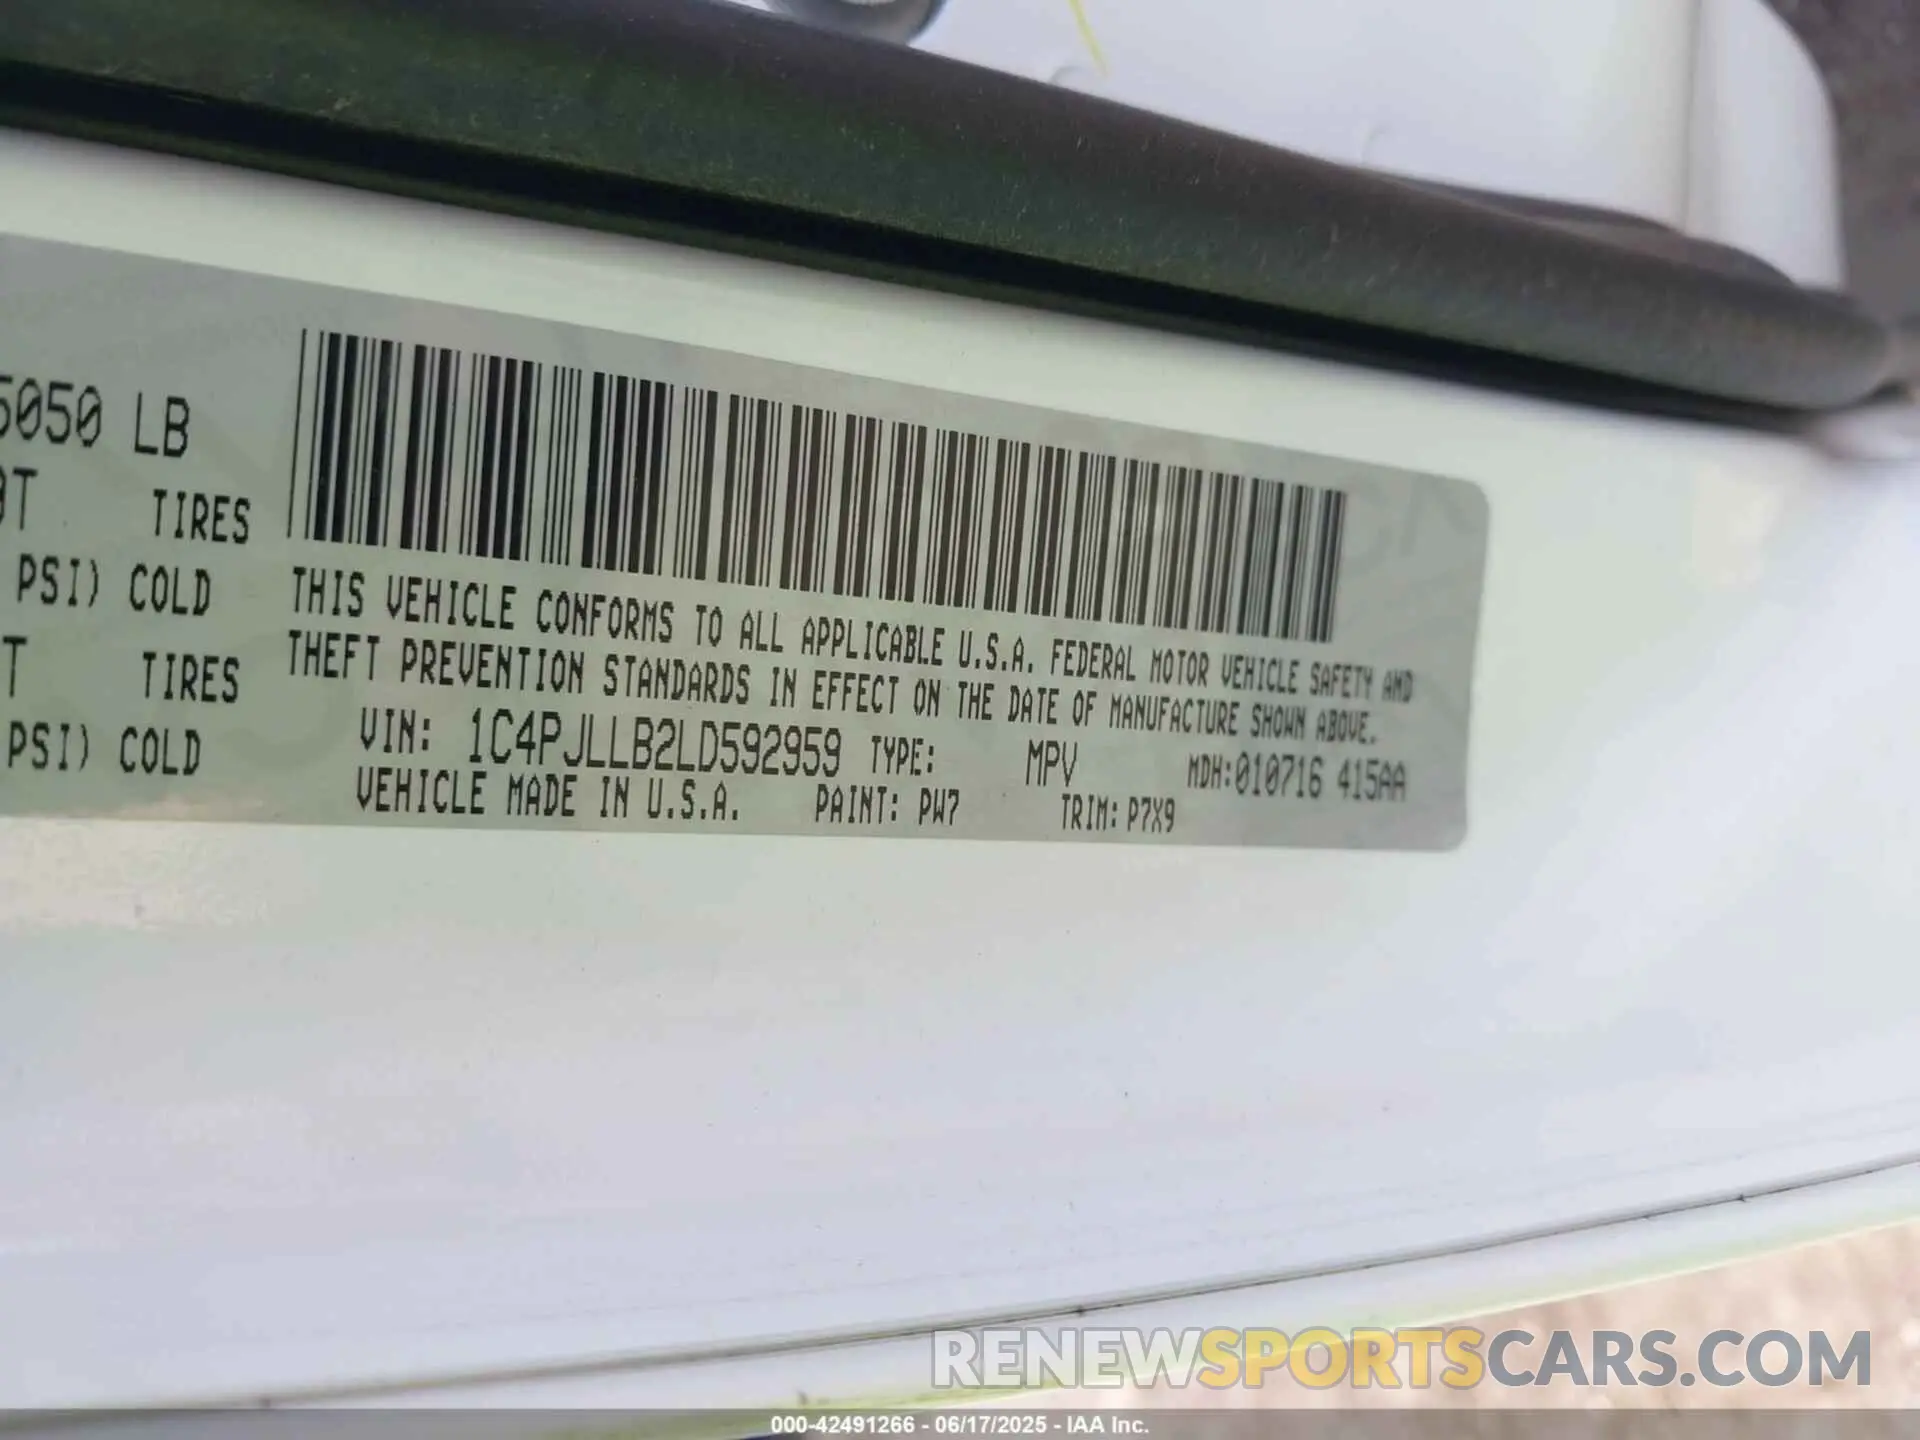 5050 LB
0T TIRES
PSI) COLD
T TIRES
PSI) COLD
THIS VEHICLE CONFORMS TO ALL APPLICABLE U.S.A. FEDERAL MOTOR VEHICLE SAFETY AND
THEFT PREVENTION STANDARDS IN EFFECT ON THE DATE OF MANUFACTURE SHOWN ABOVE.
VIN: 1C4PJLLB2LD592959 TYPE: MPV MDH:010716 415AA
VEHICLE MADE IN U.S.A. PAINT: PW7 TRIM: P7X9
RENEWSPORTSCARS.COM
000-42491266 - 06/17/2025 - IAA Inc.